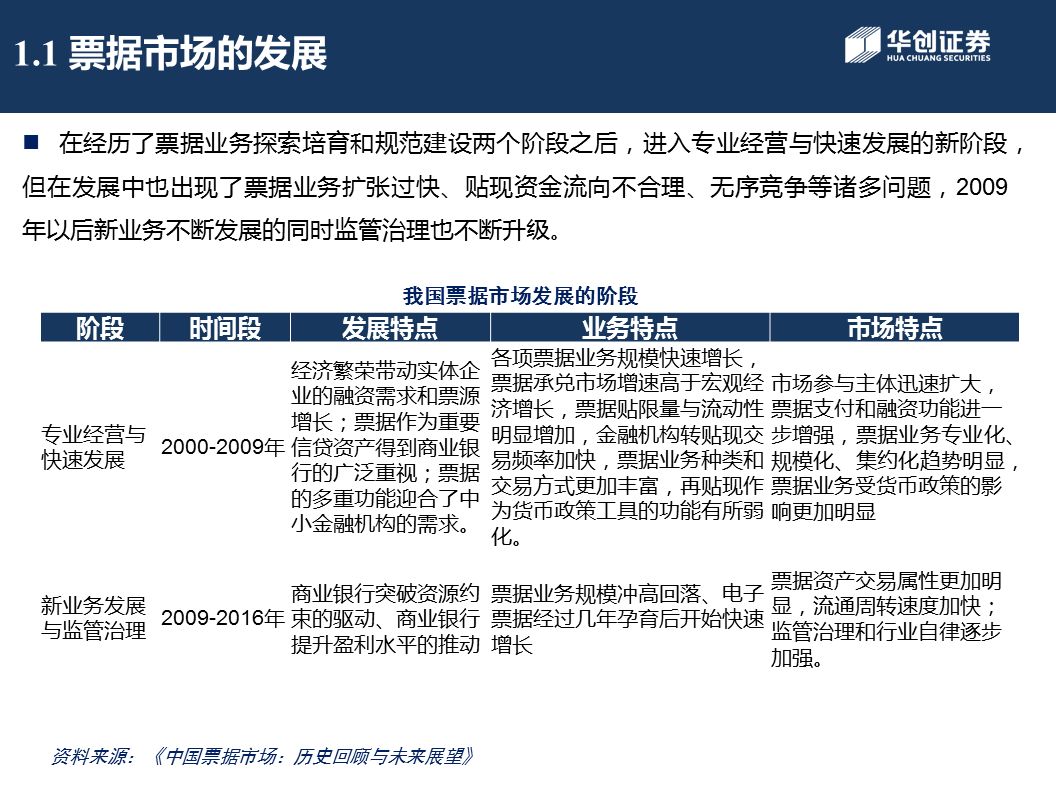 1.1 票据市场的发展
华创证券
HUA CHUANG SECURITIES
■ 在经历了票据业务探索培育和规范建设两个阶段之后，进入专业经营与快速发展的新阶段，
但在发展中也出现了票据业务扩张过快、贴现资金流向不合理、无序竞争等诸多问题，2009
年以后新业务不断发展的同时监管治理也不断升级。
我国票据市场发展的阶段
阶段 时间段 发展特点 业务特点 市场特点
专业经营与
快速发展
2000-2009年
经济繁荣带动实体企
业的融资需求和票源
增长；票据作为重要
信贷资产得到商业银
行的广泛重视；票据
的多重功能迎合了中
小金融机构的需求。
各项票据业务规模快速增长，
票据承兑市场增速高于宏观经
济增长，票据贴限量与流动性
明显增加，金融机构转贴现交
易频率加快，票据业务种类和
交易方式更加丰富，再贴现作
为货币政策工具的功能有所弱
化。
市场参与主体迅速扩大，
票据支付和融资功能进一
步增强，票据业务专业化、
规模化、集约化趋势明显，
票据业务受货币政策的影
响更加明显
新业务发展
与监管治理
2009-2016年
商业银行突破资源约
束的驱动、商业银行
提升盈利水平的推动
票据业务规模冲高回落、电子
票据经过几年孕育后开始快速
增长
票据资产交易属性更加明
显，流通周转速度加快；
监管治理和行业自律逐步
加强。
资料来源：《中国票据市场：历史回顾与未来展望》